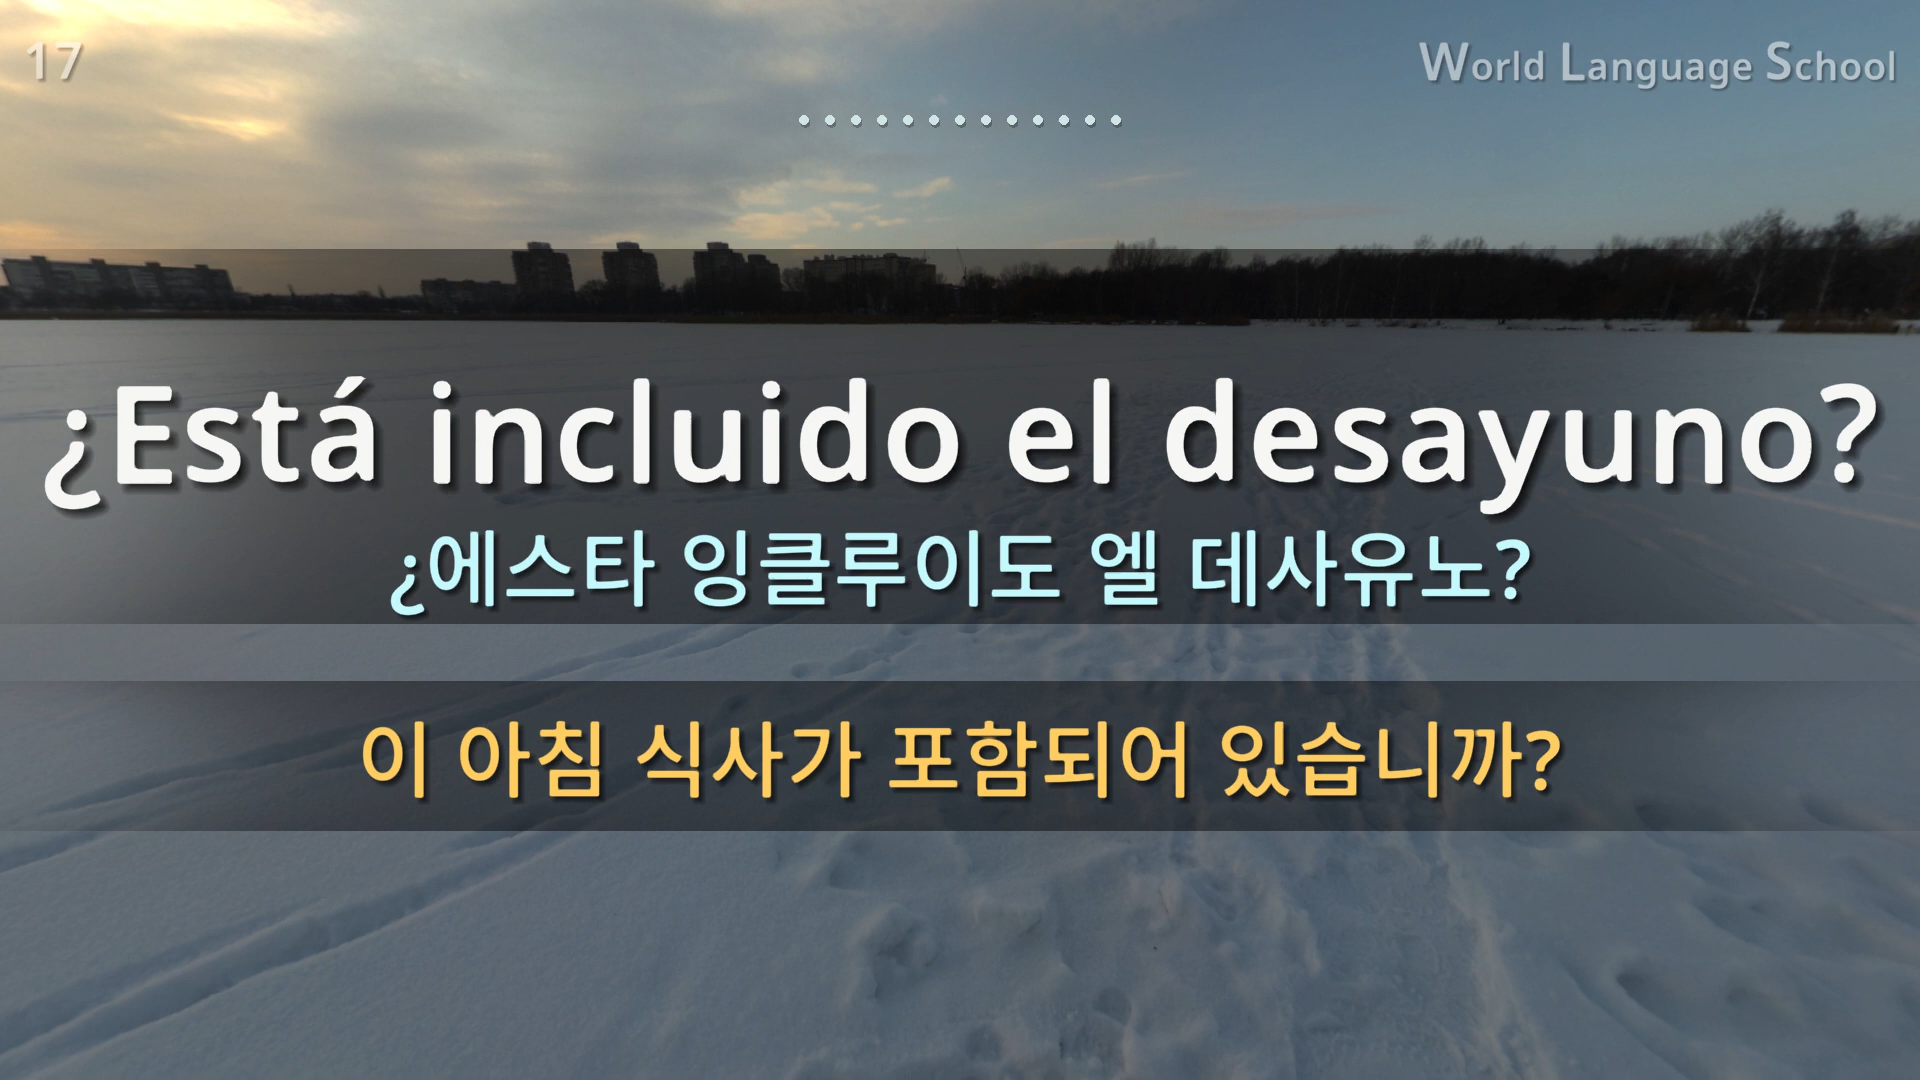 17
World Language School
¿Está incluido el desayuno?
¿에스타 잉클루이도 엘 데사유노?
이 아침 식사가 포함되어 있습니까?